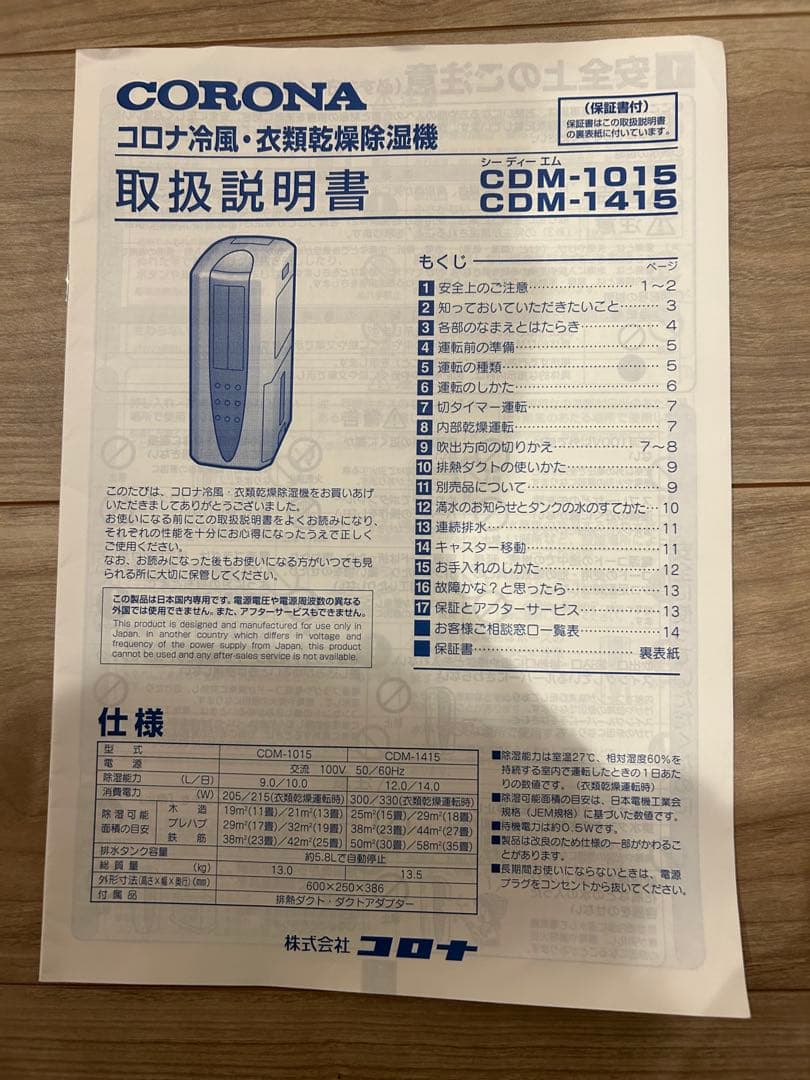 CORONA
コロナ冷風・衣類乾燥除湿機
取扱説明書
(保証書付)
保証書はこの取扱説明書
の裏表紙に付いています。
シー ディー エム
CDM-1015
CDM-1415
もくじ
ページ
1 安全上のご注意……………………1〜2
2 知っておいていただきたいこと………3
3 各部のなまえとはたらき………………4
4 運転前の準備……………………………5
5 運転の種類………………………………5
6 運転のしかた……………………………6
7 切タイマー運転…………………………7
8 内部乾燥運転……………………………7
9 吹出方向の切りかえ………………7〜8
10 排熱ダクトの使いかた…………………9
11 別売品について…………………………9
12 満水のお知らせとタンクの水のすてかた…10
13 連続排水…………………………………11
14 キャスター移動…………………………11
15 お手入れのしかた………………………12
16 故障かな？と思ったら…………………13
17 保証とアフターサービス………………13
お客様ご相談窓口一覧表………………14
保証書……………………………裏表紙
このたびは、コロナ冷風・衣類乾燥除湿機をお買いあげ
いただきましてありがとうございました。
お使いになる前にこの取扱説明書をよくお読みになり、
それぞれの性能を十分にお心得になったうえで正しく
ご使用ください。
なお、お読みになった後もお使いになる方がいつでも見
られる所に大切に保管してください。
この製品は日本国内専用です。電源電圧や電源周波数の異なる
外国では使用できません。また、アフターサービスもできません。
This product is designed and manufactured for use only in
Japan. In another country which differs in voltage and
frequency of the power supply from Japan, this product
cannot be used and any after-sales service is not available.
仕様
型式 CDM-1015 CDM-1415
電源 交流 100V 50/60Hz
除湿能力 (L/日) 9.0/10.0 12.0/14.0
消費電力 (W) 205/215(衣類乾燥運転時) 300/330(衣類乾燥運転時)
除湿可能 木造 19m²(11畳)/21m²(13畳) 25m²(15畳)/29m²(18畳)
面積の目安 プレハブ 29m²(17畳)/32m²(19畳) 38m²(23畳)/44m²(27畳)
鉄筋 38m²(23畳)/42m²(25畳) 50m²(30畳)/58m²(35畳)
排水タンク容量 約5.8Lで自動停止
総質量 (kg) 13.0 13.5
外形寸法(高さ×幅×奥行)(mm) 600×250×386
付属品 排熱ダクト・ダクトアダプター
■除湿能力は室温27℃、相対湿度60%を
持続する室内で運転したときの1日あた
りの数値です。（衣類乾燥運転時）
■除湿可能面積の目安は、日本電機工業会
規格(JEM規格)に基づいた数値です。
■待機電力は約0.5Wです。
■製品は改良のため仕様の一部がかわるこ
とがあります。
■長期間お使いにならないときは、電源
プラグをコンセントから抜いてください。
株式会社 コロナ